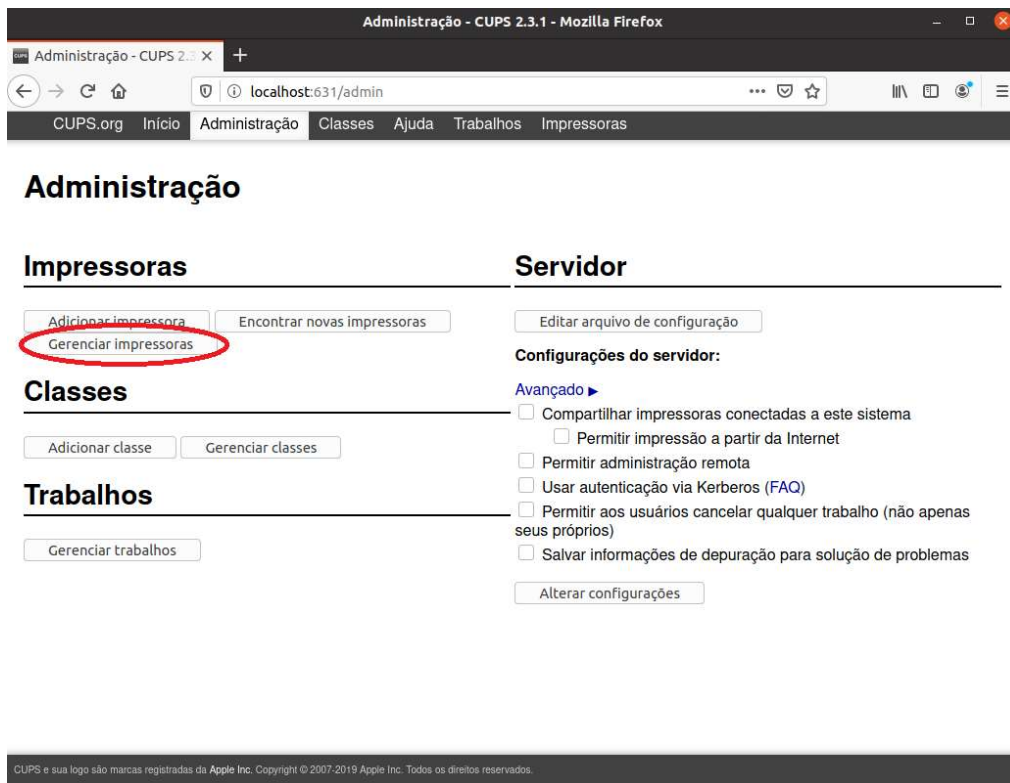 Administração - CUPS 2.3.1 - Mozilla Firefox
Administração - CUPS 2.3
localhost:631/admin
CUPS.org Início Administração Classes Ajuda Trabalhos Impressoras
Administração
Impressoras
Adicionar impressora Encontrar novas impressoras
Gerenciar impressoras
Classes
Adicionar classe Gerenciar classes
Trabalhos
Gerenciar trabalhos
Servidor
Editar arquivo de configuração
Configurações do servidor:
Avançado ▶
Compartilhar impressoras conectadas a este sistema
Permitir impressão a partir da Internet
Permitir administração remota
Usar autenticação via Kerberos (FAQ)
Permitir aos usuários cancelar qualquer trabalho (não apenas
seus próprios)
Salvar informações de depuração para solução de problemas
Alterar configurações
CUPS e sua logo são marcas registradas da Apple Inc. Copyright © 2007-2019 Apple Inc. Todos os direitos reservados.